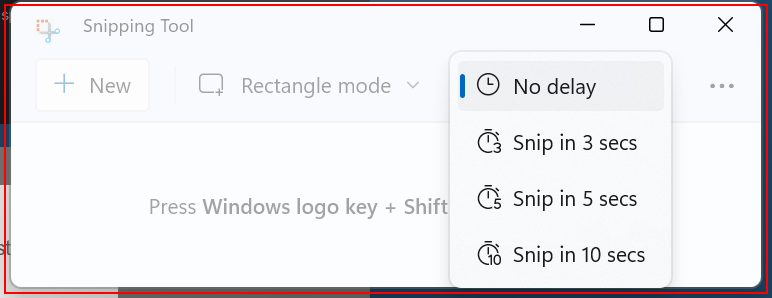 Snipping Tool
New
Rectangle mode
No delay
Snip in 3 secs
Press Windows logo key + Shift
Snip in 5 secs
Snip in 10 secs